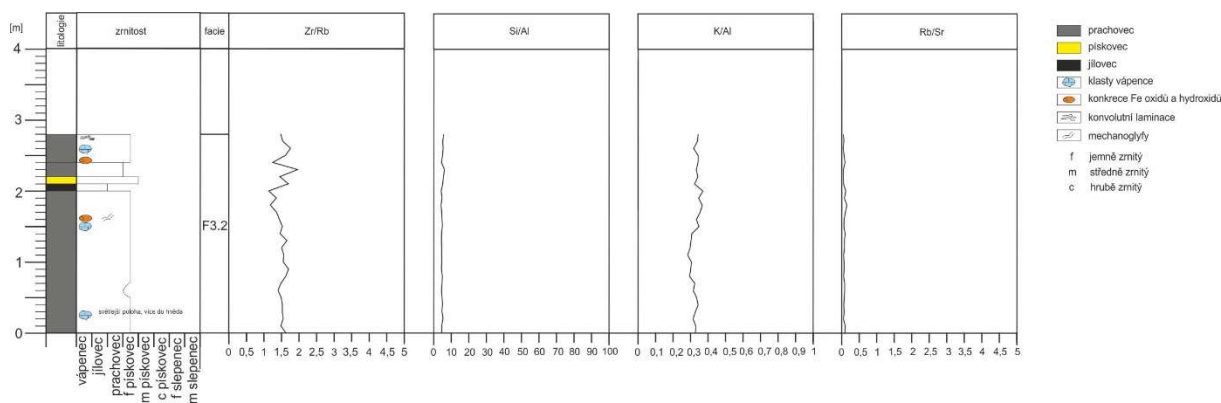 [m]
litologie
zrnitost
facie
Zr/Rb
Si/Al
K/Al
Rb/Sr
4
3
2
1
0
F3.2
světlejší poloha, více do hněda
vápenec
jílovec
prachovec
f pískovec
m pískovec
c pískovec
f slepenec
m slepenec
0 0,5 1 1,5 2 2,5 3 3,5 4 4,5 5
0 10 20 30 40 50 60 70 80 90 100
0 0,1 0,2 0,3 0,4 0,5 0,6 0,7 0,8 0,9 1
0 0,5 1 1,5 2 2,5 3 3,5 4 4,5 5
prachovec
pískovec
jílovec
klasty vápence
konkrece Fe oxidů a hydroxidů
konvolutní laminace
mechanoglyfy
f jemně zrnitý
m středně zrnitý
c hrubě zrnitý